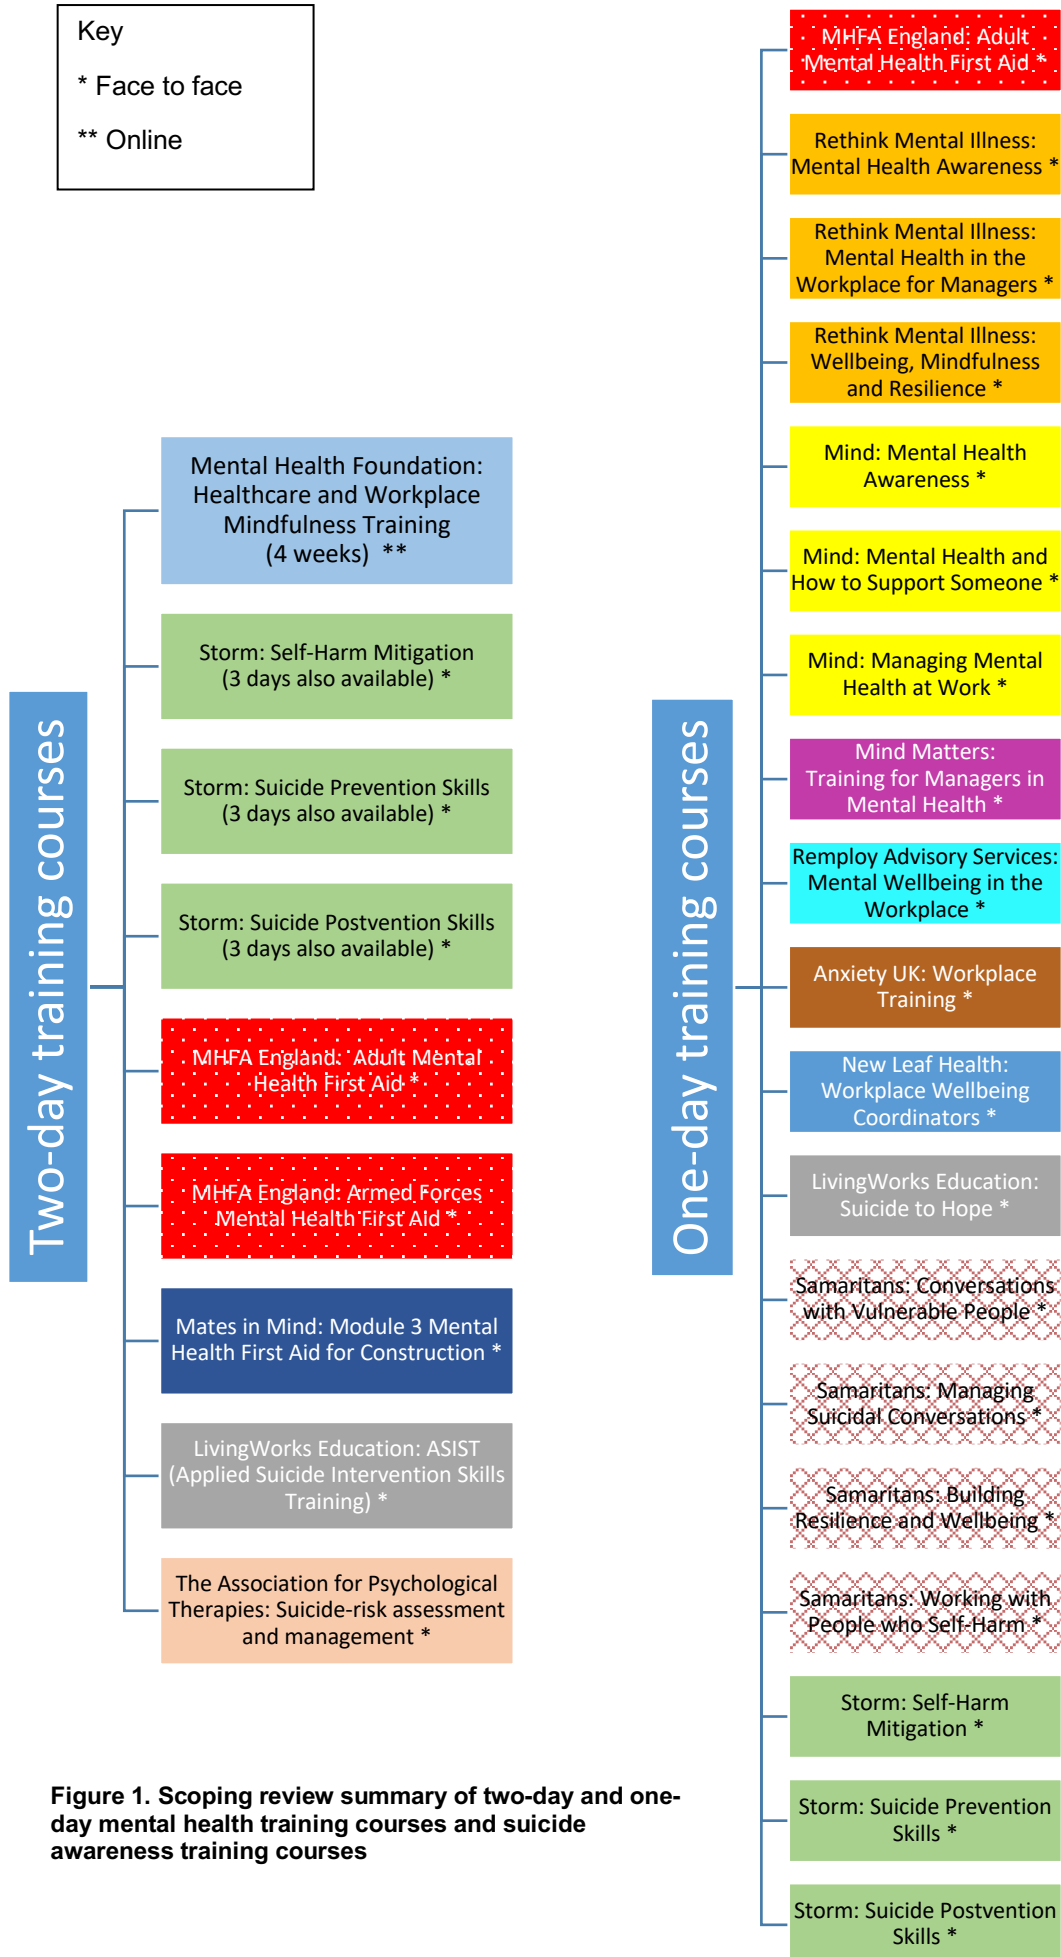 Key
* Face to face
** Online
Two-day training courses
Mental Health Foundation:
Healthcare and Workplace
Mindfulness Training
(4 weeks) **
Storm: Self-Harm Mitigation
(3 days also available) *
Storm: Suicide Prevention Skills
(3 days also available) *
Storm: Suicide Postvention Skills
(3 days also available) *
MHFA England: Adult Mental
Health First Aid *
MHFA England: Armed Forces
Mental Health First Aid *
Mates in Mind: Module 3 Mental
Health First Aid for Construction *
LivingWorks Education: ASIST
(Applied Suicide Intervention Skills
Training) *
The Association for Psychological
Therapies: Suicide-risk assessment
and management *
One-day training courses
MHFA England: Adult
Mental Health First Aid *
Rethink Mental Illness:
Mental Health Awareness *
Rethink Mental Illness:
Mental Health in the
Workplace for Managers *
Rethink Mental Illness:
Wellbeing, Mindfulness
and Resilience *
Mind: Mental Health
Awareness *
Mind: Mental Health and
How to Support Someone *
Mind: Managing Mental
Health at Work *
Mind Matters:
Training for Managers in
Mental Health *
Remploy Advisory Services:
Mental Wellbeing in the
Workplace *
Anxiety UK: Workplace
Training *
New Leaf Health:
Workplace Wellbeing
Coordinators *
LivingWorks Education:
Suicide to Hope *
Samaritans: Conversations
with Vulnerable People *
Samaritans: Managing
Suicidal Conversations *
Samaritans: Building
Resilience and Wellbeing *
Samaritans: Working with
People who Self-Harm *
Storm: Self-Harm
Mitigation *
Storm: Suicide Prevention
Skills *
Storm: Suicide Postvention
Skills *
Figure 1. Scoping review summary of two-day and one-
day mental health training courses and suicide
awareness training courses